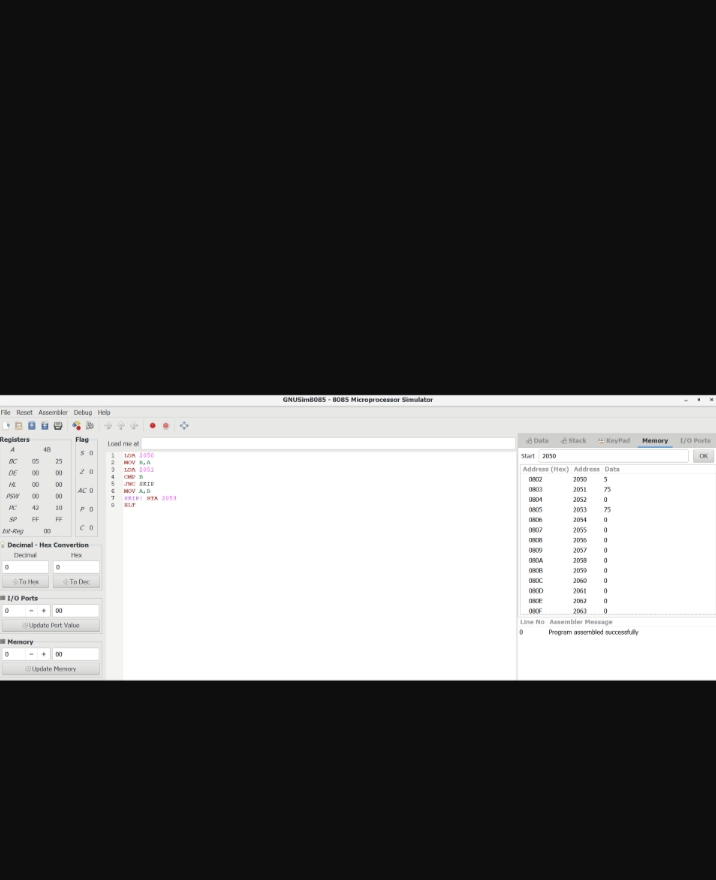 GNUSim8085 - 8085 Microprocessor Simulator
File Reset Assembler Debug Help
Registers
A 4B
BC 05 25
DE 00 00
HL 00 00
PSW 00 00
PC 42 10
SP FF FF
Int-Reg 00
Flag
S 0
Z 0
AC 0
P 0
C 0
Decimal - Hex Convertion
Decimal Hex
0 0
To Hex To Dec
I/O Ports
0 - + 00
Update Port Value
Memory
0 - + 00
Update Memory
Load me at
1 LDA 2050
2 MOV B,A
3 LDA 2051
4 CMP B
5 JNC SKIP
6 MOV A,B
7 SKIP: STA 2053
8 HLT
Data Stack KeyPad Memory I/O Ports
Start 2050 OK
Address (Hex) Address Data
0802 2050 5
0803 2051 75
0804 2052 0
0805 2053 75
0806 2054 0
0807 2055 0
0808 2056 0
0809 2057 0
080A 2058 0
080B 2059 0
080C 2060 0
080D 2061 0
080E 2062 0
080F 2063 0
Line No Assembler Message
0 Program assembled successfully